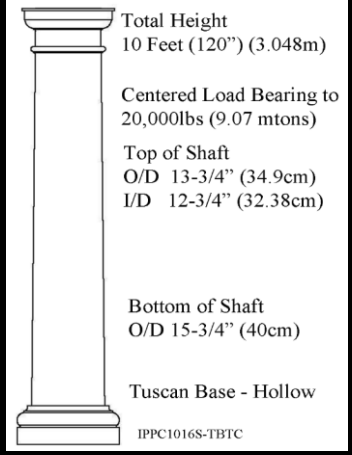 Total Height
10 Feet (120”) (3.048m)
Centered Load Bearing to
20,000lbs (9.07 mtons)
Top of Shaft
O/D 13-3/4” (34.9cm)
I/D 12-3/4” (32.38cm)
Bottom of Shaft
O/D 15-3/4” (40cm)
Tuscan Base - Hollow
IPPC1016S-TBTC